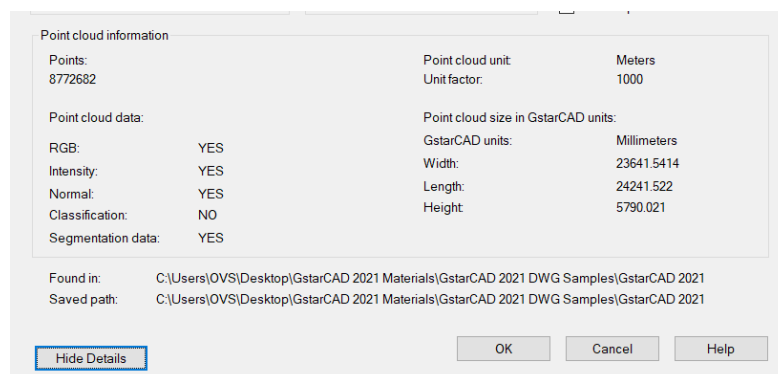 Point cloud information
Points:
8772682
Point cloud unit:
Meters
Unit factor:
1000
Point cloud data:
RGB:
YES
Intensity:
YES
Normal:
YES
Classification:
NO
Segmentation data:
YES
Point cloud size in GstarCAD units:
GstarCAD units:
Millimeters
Width:
23641.5414
Length:
24241.522
Height:
5790.021
Found in:
C:\Users\OVS\Desktop\GstarCAD 2021 Materials\GstarCAD 2021 DWG Samples\GstarCAD 2021
Saved path:
C:\Users\OVS\Desktop\GstarCAD 2021 Materials\GstarCAD 2021 DWG Samples\GstarCAD 2021
Hide Details
OK
Cancel
Help